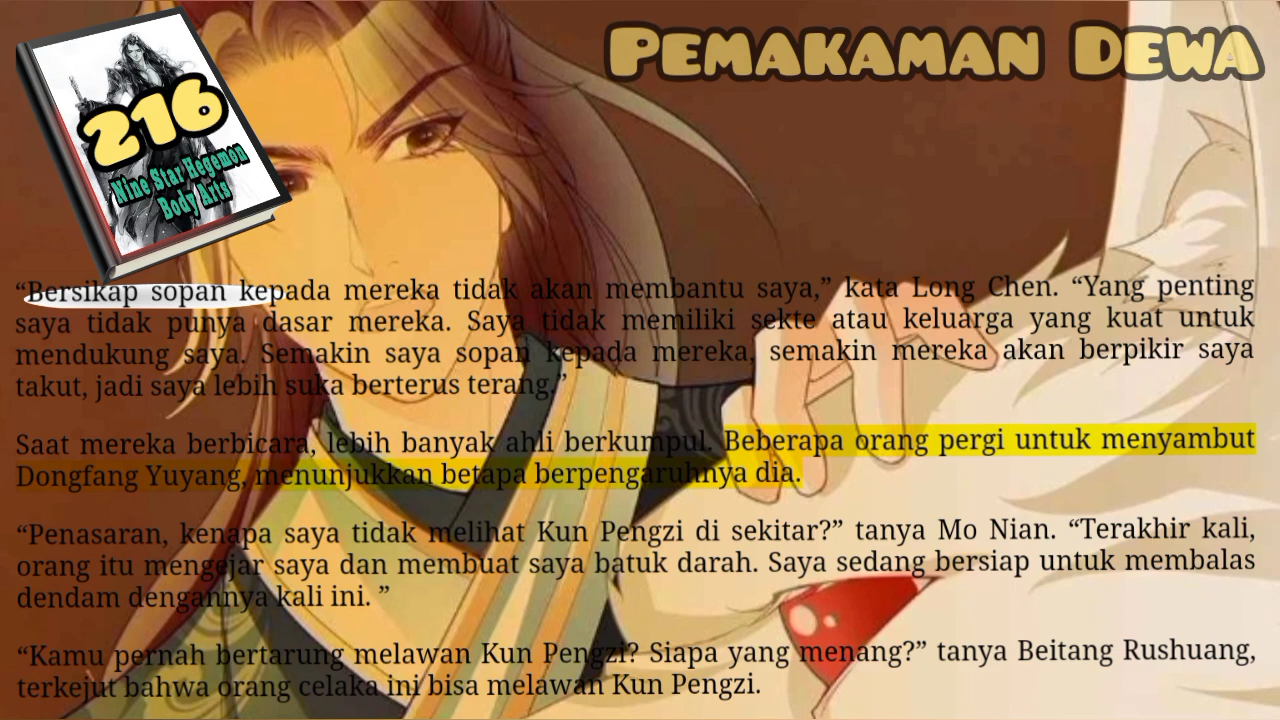 Pemakaman Dewa
216
Nine Star Hegemon
Body Arts
“Bersikap sopan kepada mereka tidak akan membantu saya,” kata Long Chen. “Yang penting
saya tidak punya dasar mereka. Saya tidak memiliki sekte atau keluarga yang kuat untuk
mendukung saya. Semakin saya sopan kepada mereka, semakin mereka akan berpikir saya
takut, jadi saya lebih suka berterus terang.”
Saat mereka berbicara, lebih banyak ahli berkumpul. Beberapa orang pergi untuk menyambut
Dongfang Yuyang, menunjukkan betapa berpengaruhnya dia.
“Penasaran, kenapa saya tidak melihat Kun Pengzi di sekitar?” tanya Mo Nian. “Terakhir kali,
orang itu mengejar saya dan membuat saya batuk darah. Saya sedang bersiap untuk membalas
dendam dengannya kali ini. ”
“Kamu pernah bertarung melawan Kun Pengzi? Siapa yang menang?” tanya Beitang Rushuang,
terkejut bahwa orang celaka ini bisa melawan Kun Pengzi.